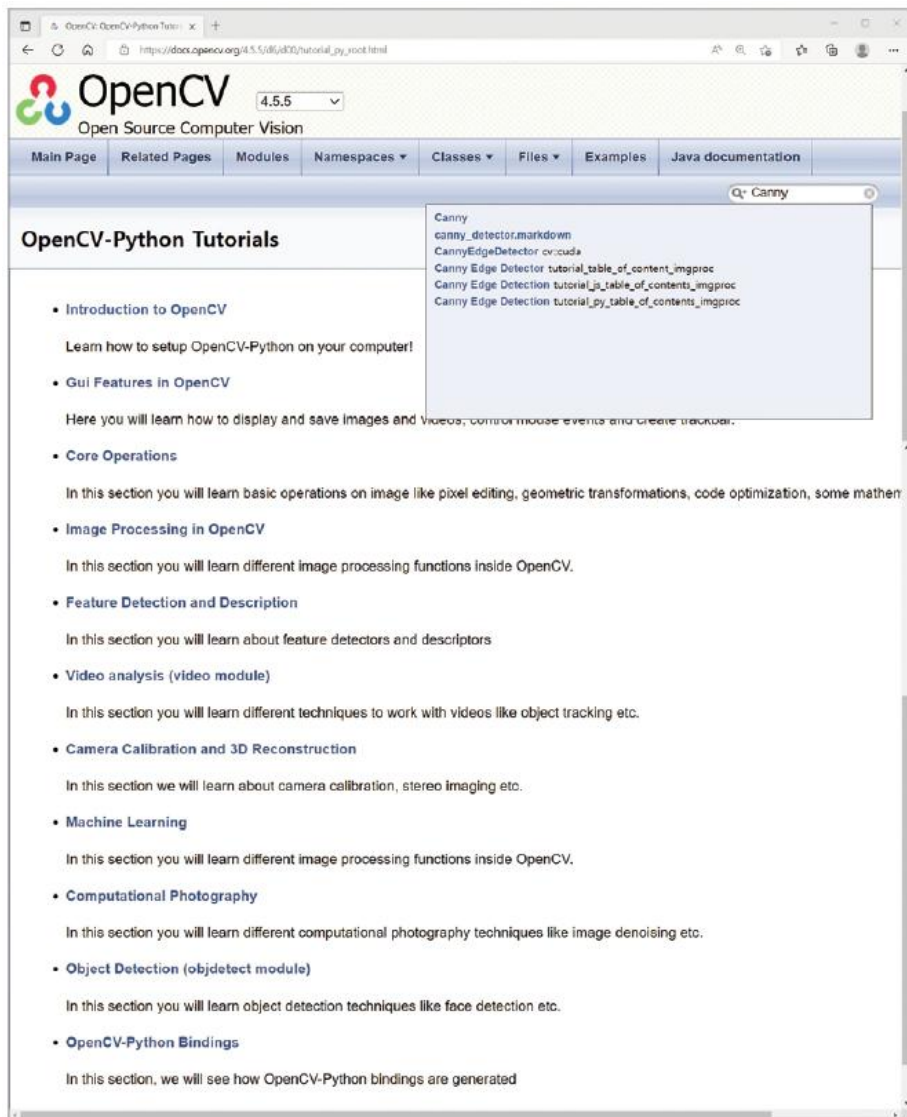 OpenCV: OpenCV-Python Tutori
https://docs.opencv.org/4.5.5/d6/d00/tutorial_py_root.html
OpenCV 4.5.5
Open Source Computer Vision
Main Page Related Pages Modules Namespaces Classes Files Examples Java documentation
Canny
OpenCV-Python Tutorials
Canny
canny_detector.markdown
CannyEdgeDetector cv::cuda
Canny Edge Detector tutorial_table_of_content_imgproc
Canny Edge Detection tutorial_js_table_of_contents_imgproc
Canny Edge Detection tutorial_py_table_of_contents_imgproc
• Introduction to OpenCV
Learn how to setup OpenCV-Python on your computer!
• Gui Features in OpenCV
Here you will learn how to display and save images and videos, control mouse events and create trackbar.
• Core Operations
In this section you will learn basic operations on image like pixel editing, geometric transformations, code optimization, some mathem
• Image Processing in OpenCV
In this section you will learn different image processing functions inside OpenCV.
• Feature Detection and Description
In this section you will learn about feature detectors and descriptors
• Video analysis (video module)
In this section you will learn different techniques to work with videos like object tracking etc.
• Camera Calibration and 3D Reconstruction
In this section we will learn about camera calibration, stereo imaging etc.
• Machine Learning
In this section you will learn different image processing functions inside OpenCV.
• Computational Photography
In this section you will learn different computational photography techniques like image denoising etc.
• Object Detection (objdetect module)
In this section you will learn object detection techniques like face detection etc.
• OpenCV-Python Bindings
In this section, we will see how OpenCV-Python bindings are generated